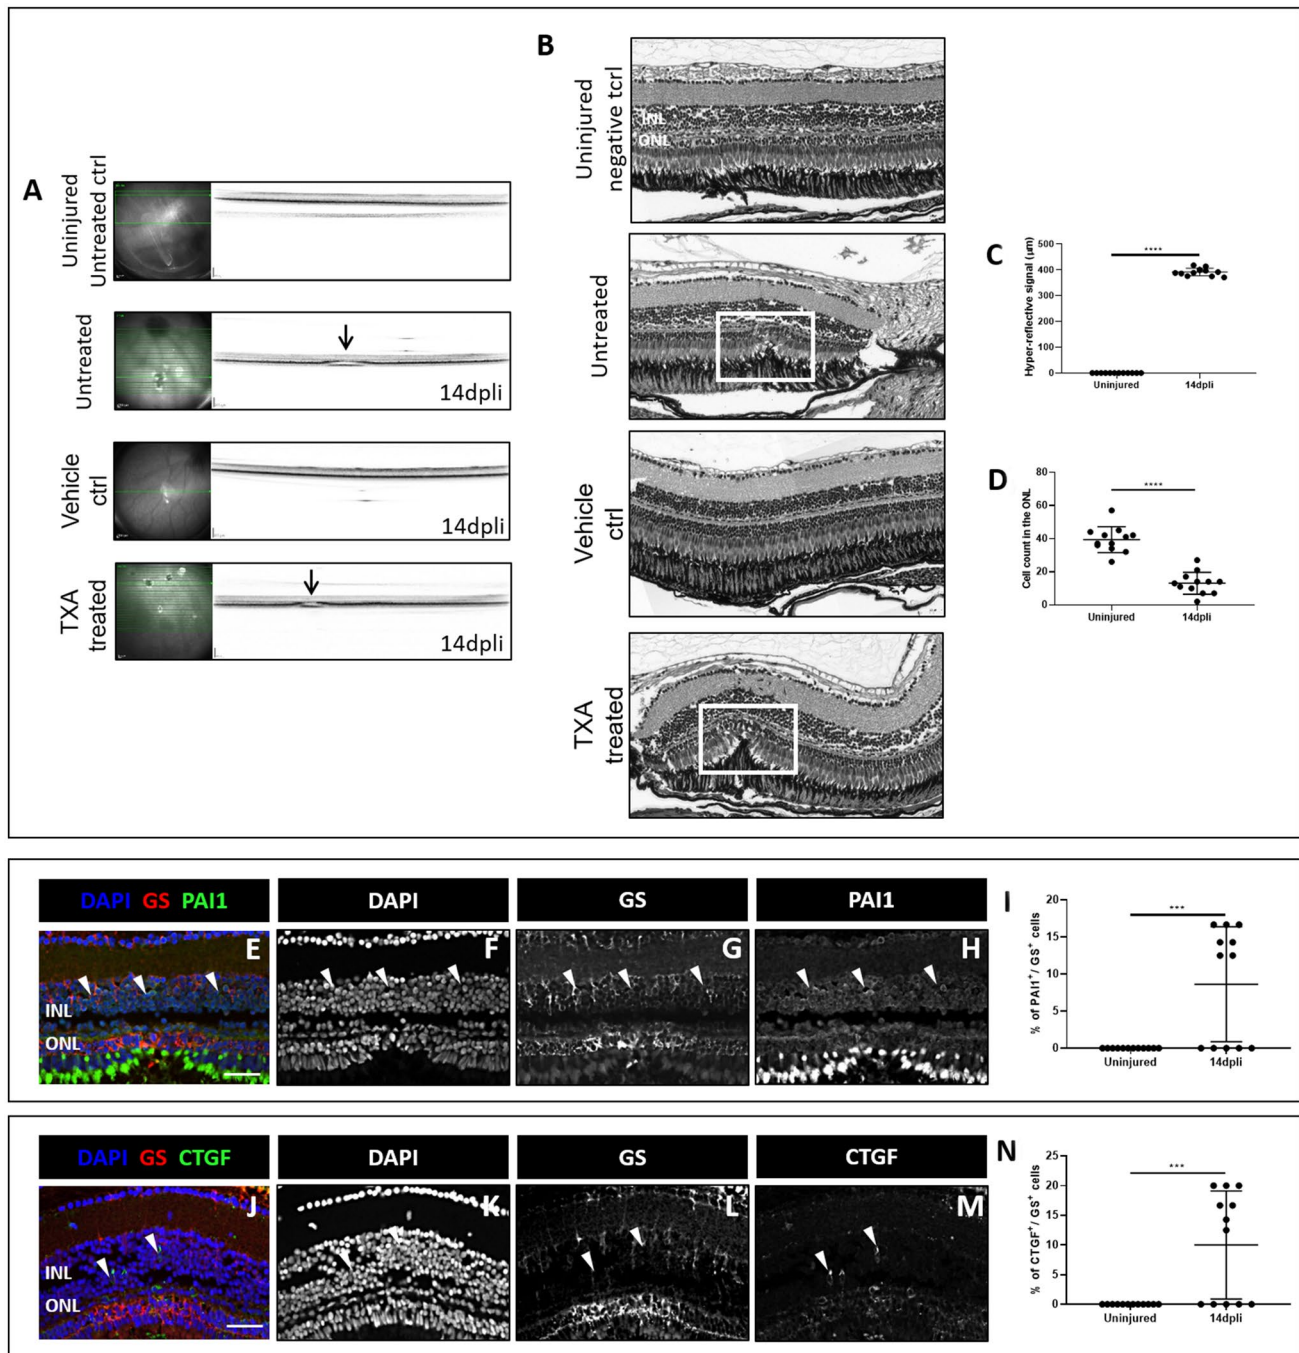 A
Uninjured
Untreated ctrl
Untreated
14dpli
Vehicle
ctrl
14dpli
TXA
treated
14dpli
B
Uninjured
negative tcrl
INL
ONL
Untreated
Vehicle
ctrl
TXA
treated
C
Hyper-reflective signal (μm)
500
400
300
200
100
0
Uninjured
14dpli
****
D
Cell count in the ONL
80
60
40
20
0
Uninjured
14dpli
****
DAPI GS PAI1
DAPI
GS
PAI1
E
INL
ONL
F
G
H
I
% of PAI1⁺/ GS⁺ cells
20
15
10
5
0
Uninjured
14dpli
***
DAPI GS CTGF
DAPI
GS
CTGF
J
INL
ONL
K
L
M
N
% of CTGF⁺/ GS⁺ cells
25
20
15
10
5
0
Uninjured
14dpli
***